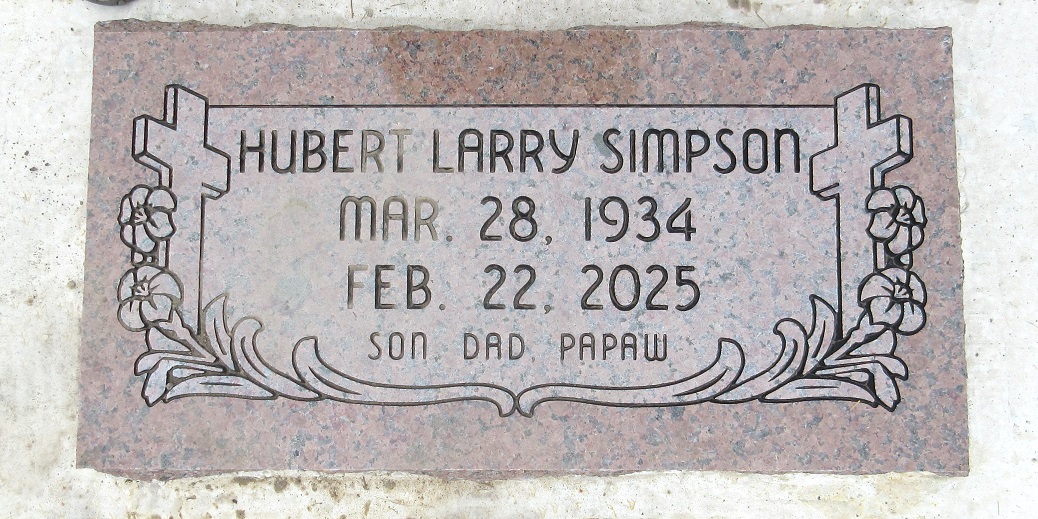 HUBERT LARRY SIMPSON
MAR. 28, 1934
FEB. 22, 2025
SON DAD PAPAW